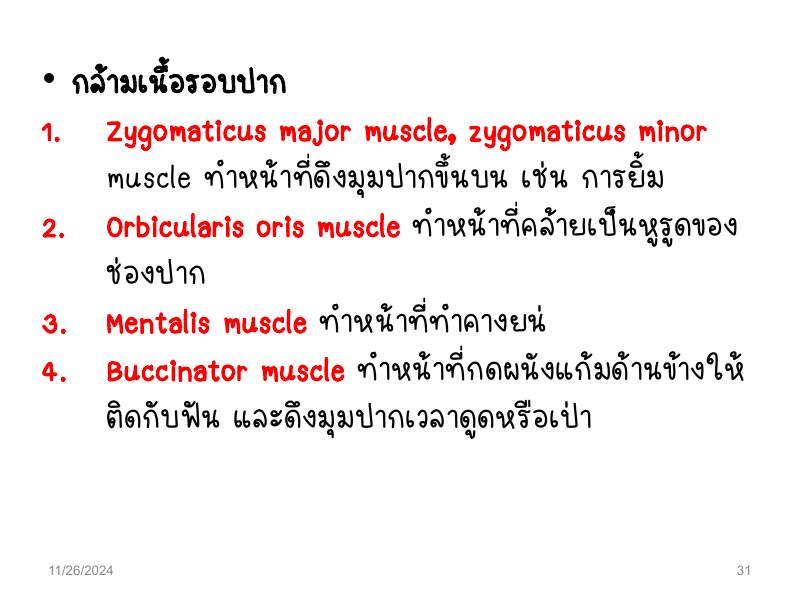 • กล้ามเนื้อรอบปาก
1. Zygomaticus major muscle, zygomaticus minor
muscle ทำหน้าที่ดึงมุมปากขึ้นบน เช่น การยิ้ม
2. Orbicularis oris muscle ทำหน้าที่คล้ายเป็นหูรูดของ
ช่องปาก
3. Mentalis muscle ทำหน้าที่ทำคางย่น
4. Buccinator muscle ทำหน้าที่กดผนังแก้มด้านข้างให้
ติดกับฟัน และดึงมุมปากเวลาดูดหรือเป่า
11/26/2024
31